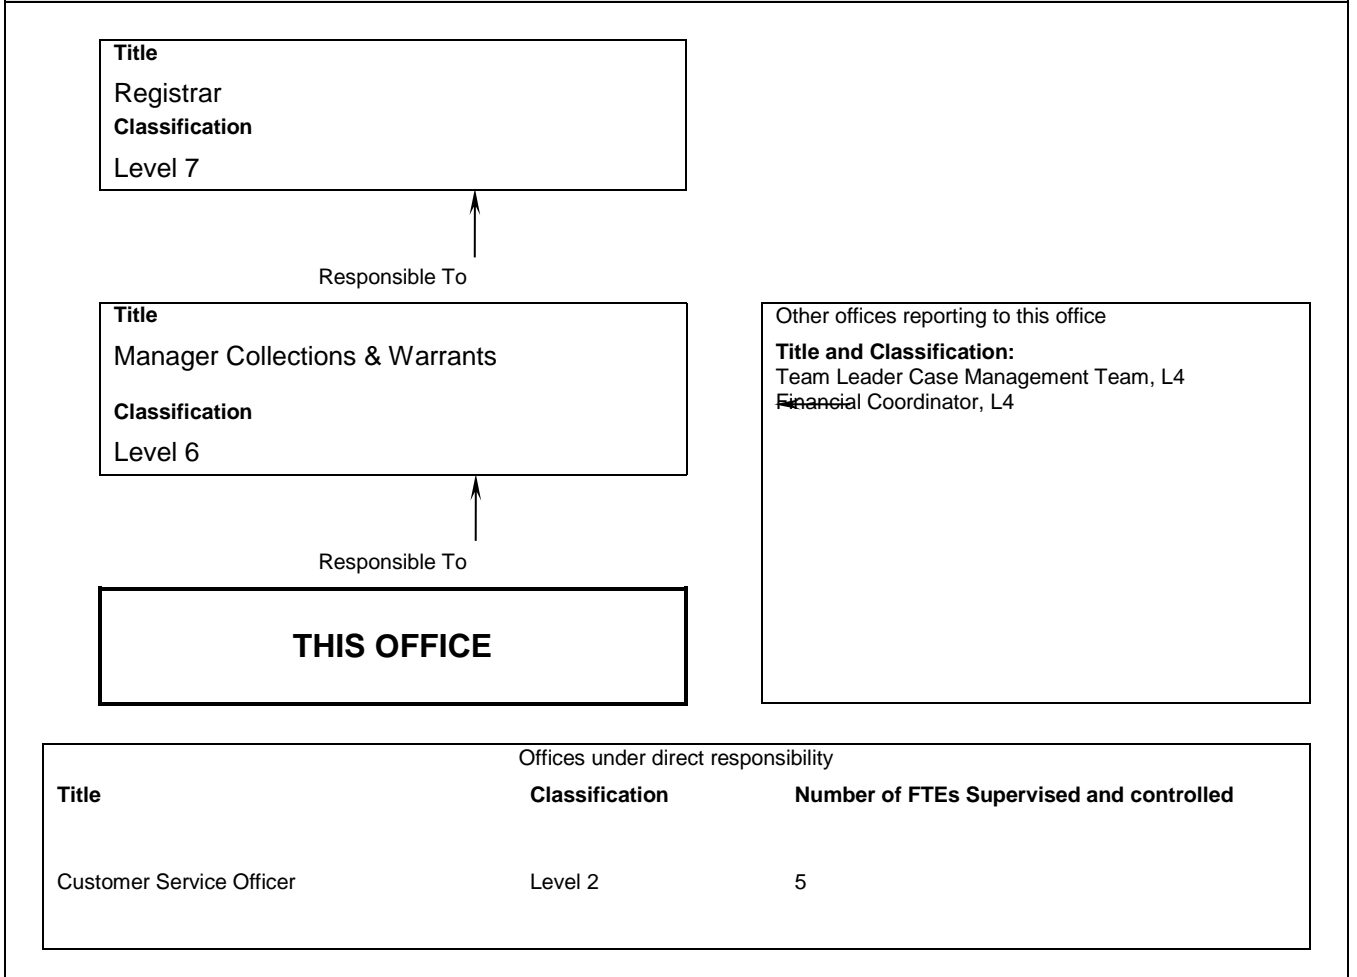 Title
Registrar
Classification
Level 7
Responsible To
Title
Manager Collections & Warrants
Classification
Level 6
Responsible To
THIS OFFICE
Other offices reporting to this office
Title and Classification:
Team Leader Case Management Team, L4
Financial Coordinator, L4
Offices under direct responsibility
Title Classification Number of FTEs Supervised and controlled
Customer Service Officer Level 2 5